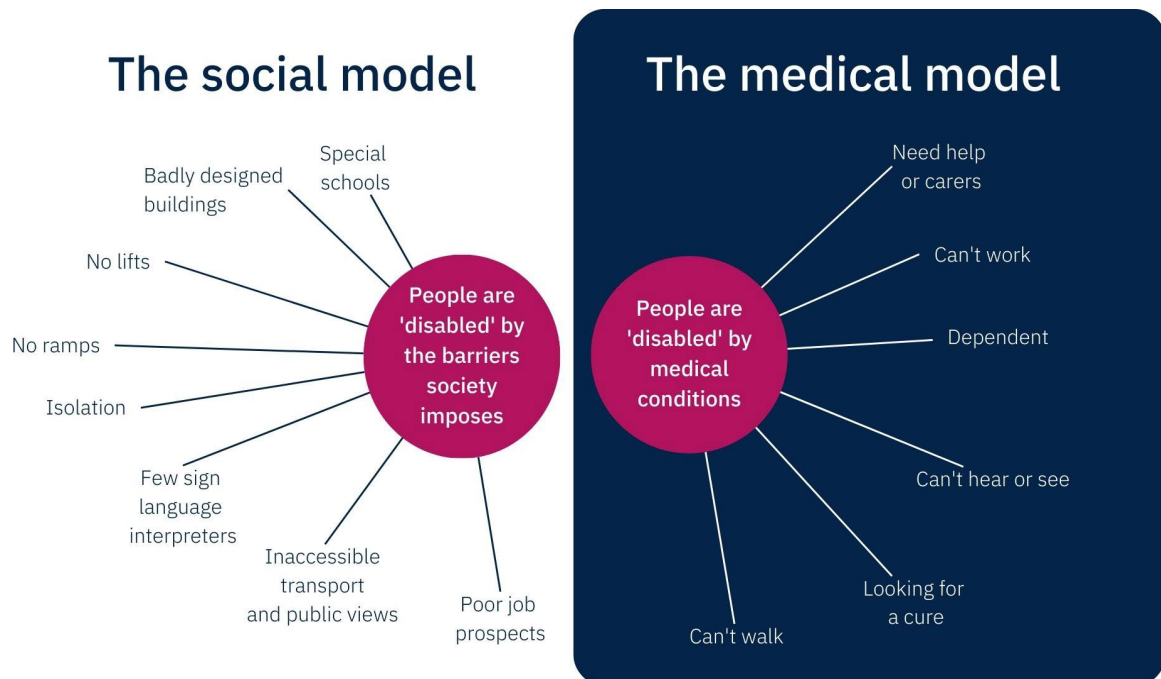 The social model
Special
schools
Badly designed
buildings
No lifts
No ramps
Isolation
Few sign
language
interpreters
Inaccessible
transport
and public views
Poor job
prospects
People are
'disabled' by
the barriers
society
imposes
The medical model
People are
'disabled' by
medical
conditions
Need help
or carers
Can't work
Dependent
Can't hear or see
Looking for
a cure
Can't walk